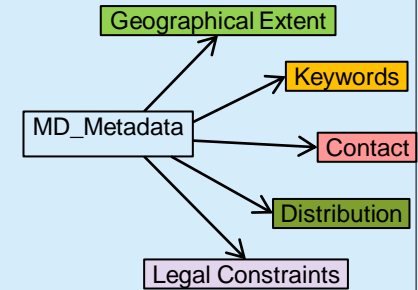 Geographical Extent
Keywords
MD_Metadata
Contact
Distribution
Legal Constraints